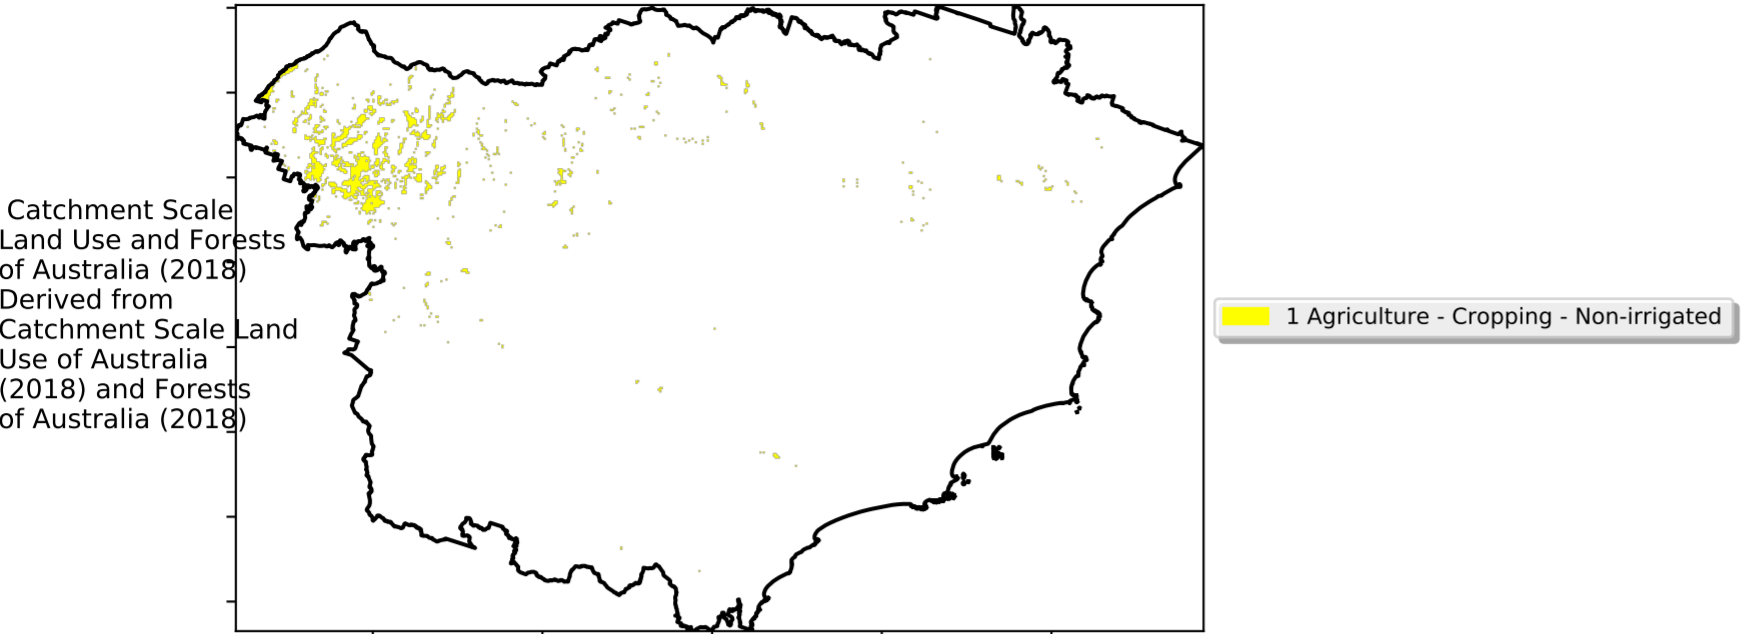 Catchment Scale
Land Use and Forests
of Australia (2018)
Derived from
Catchment Scale Land
Use of Australia
(2018) and Forests
of Australia (2018)
1 Agriculture - Cropping - Non-irrigated